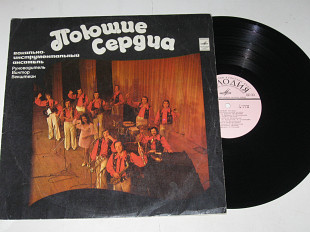 Поющие
Сердца
вокально-
инструментальный
ансамбль
Руководитель
Виктор
Векштейн
МЕЛОДИЯ